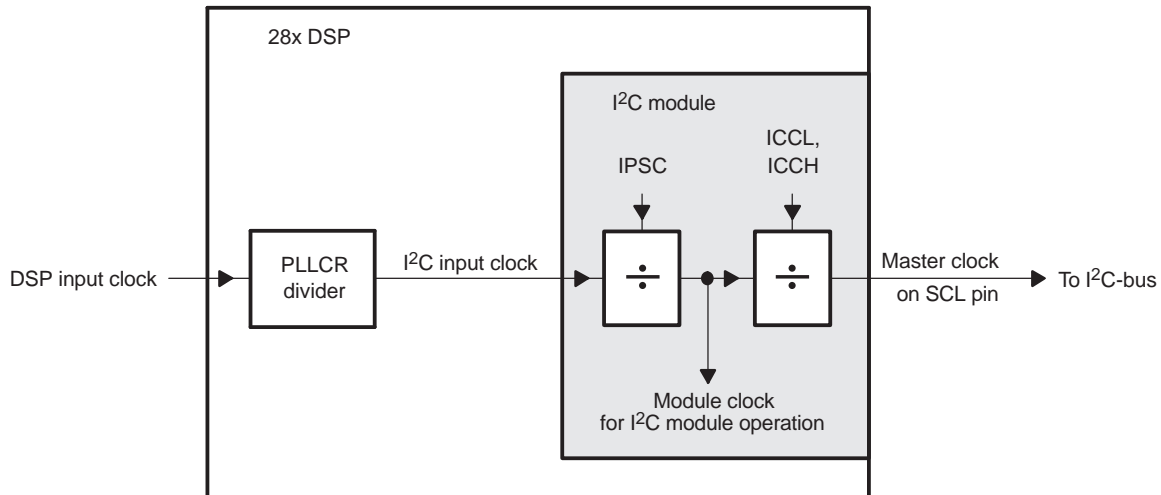 28x DSP
I²C module
ICCL,
ICCH
IPSC
DSP input clock
PLLCR
divider
I²C input clock
÷
÷
Master clock
on SCL pin
To I²C-bus
Module clock
for I²C module operation